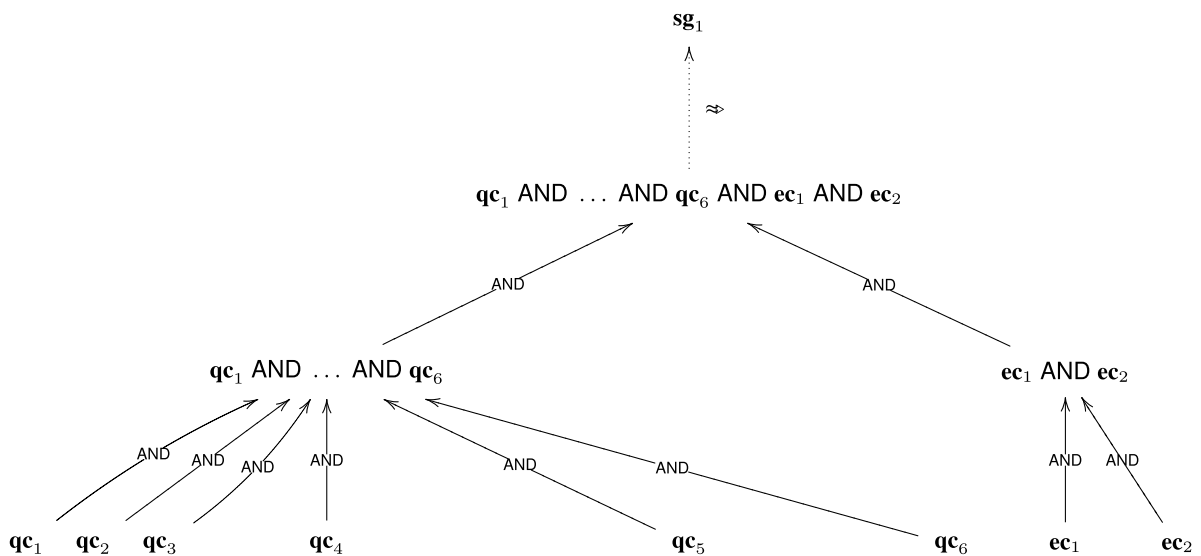 sg₁
≈▷
qc₁ AND … AND qc₆ AND ec₁ AND ec₂
AND AND
qc₁ AND … AND qc₆ ec₁ AND ec₂
AND AND AND AND AND AND AND AND
qc₁ qc₂ qc₃ qc₄ qc₅ qc₆ ec₁ ec₂